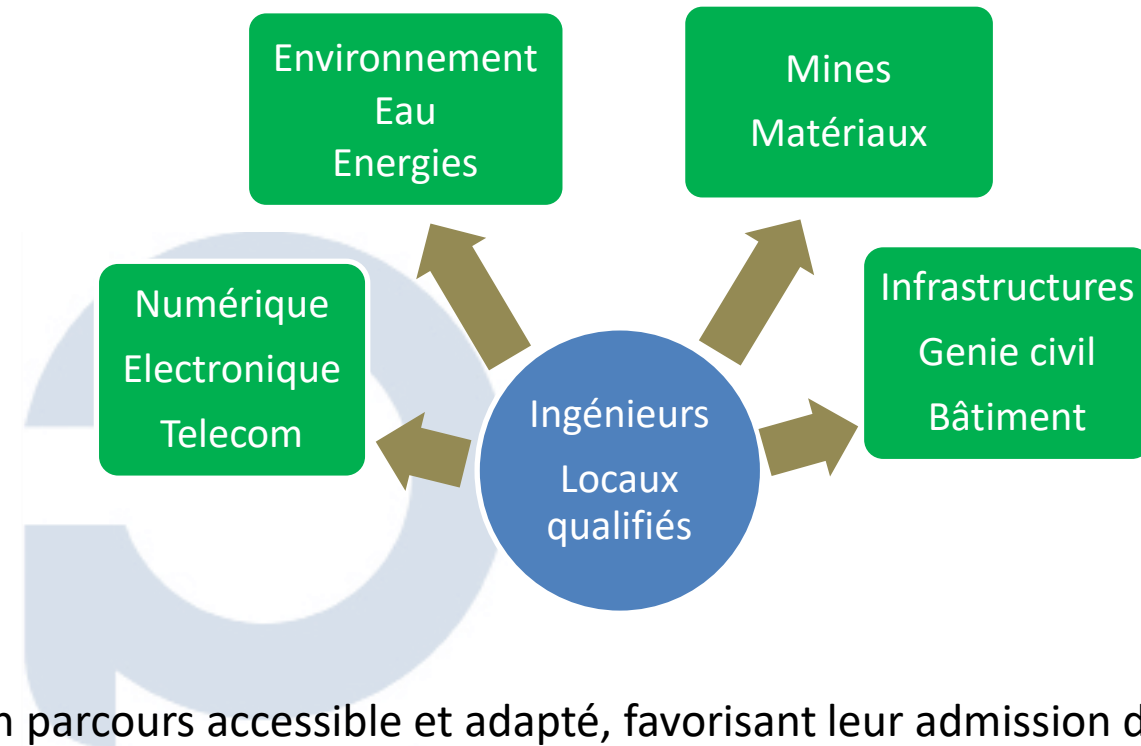 Environnement
Eau
Energies
Mines
Matériaux
Numérique
Electronique
Telecom
Infrastructures
Genie civil
Bâtiment
Ingénieurs
Locaux
qualifiés
parcours accessible et adapté, favorisant leur admission